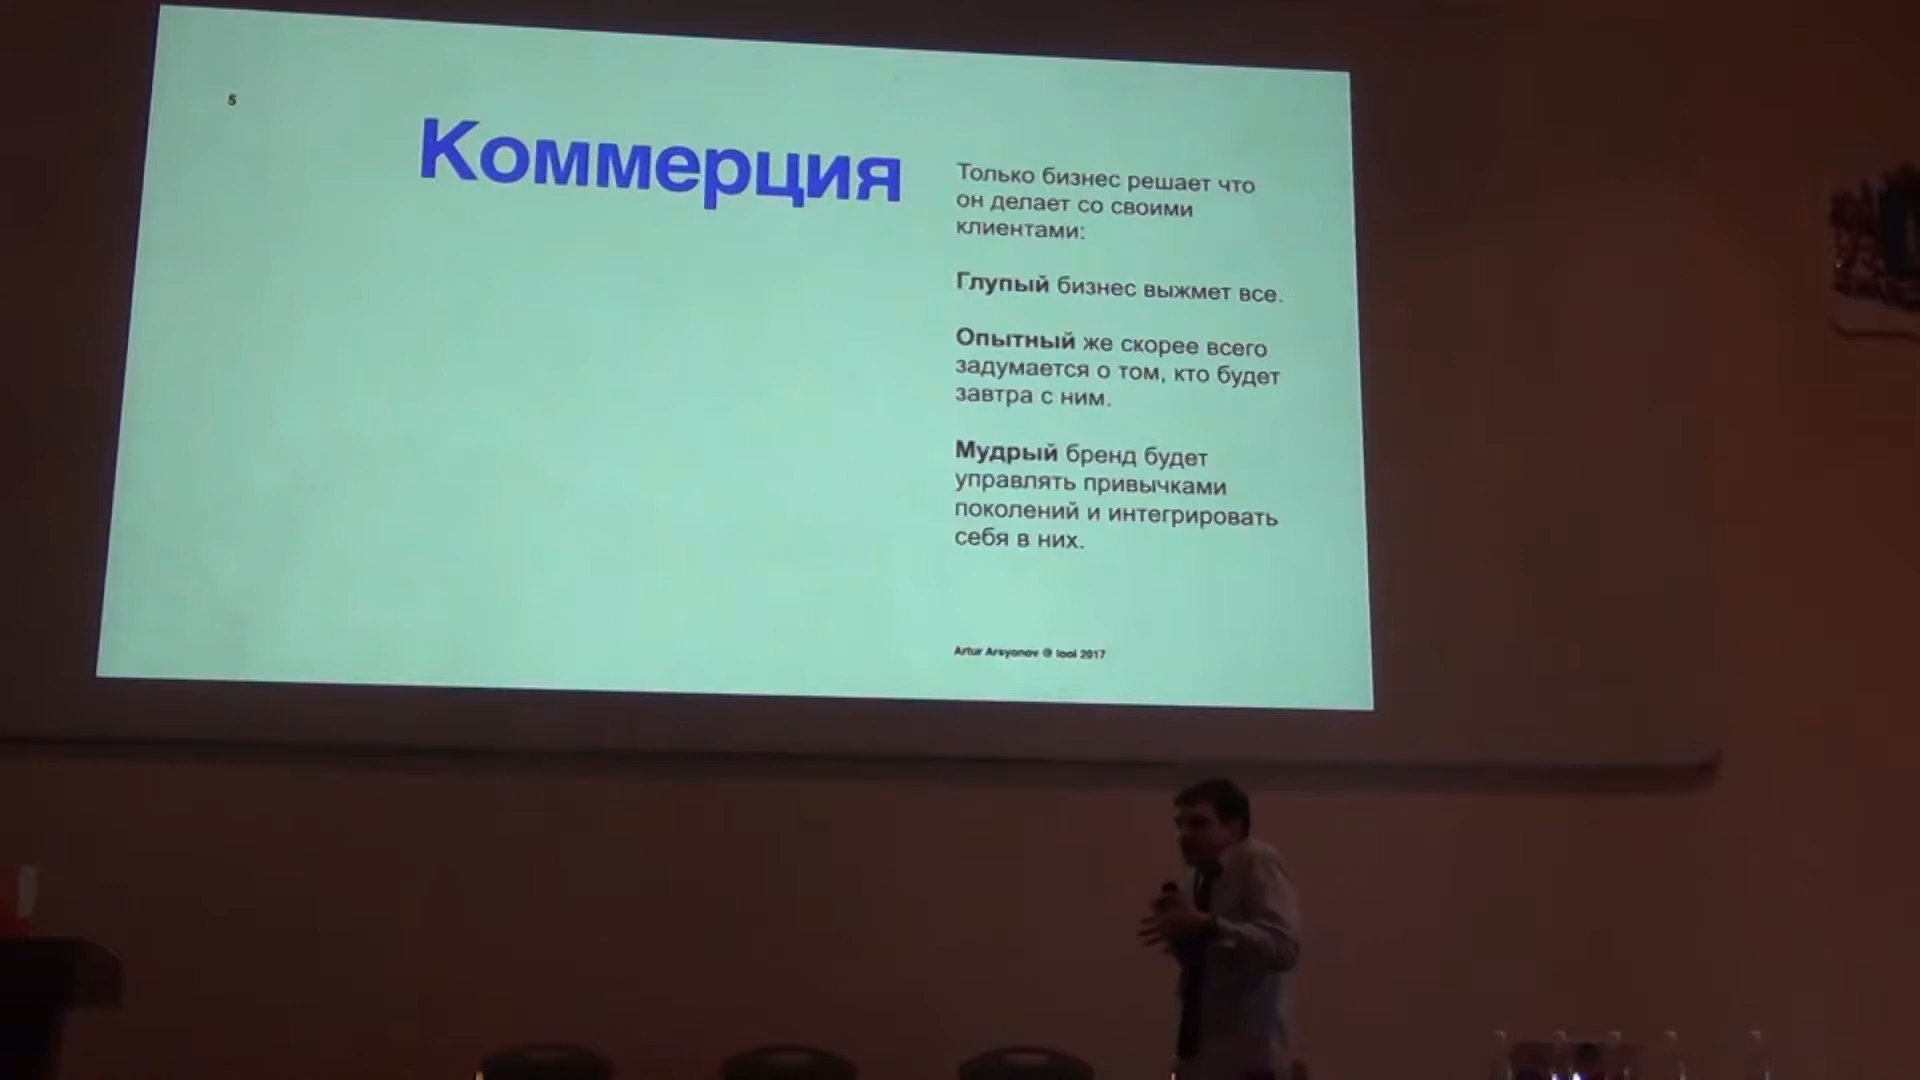 5
Коммерция
Только бизнес решает что
он делает со своими
клиентами:
Глупый бизнес выжмет все.
Опытный же скорее всего
задумается о том, кто будет
завтра с ним.
Мудрый бренд будет
управлять привычками
поколений и интегрировать
себя в них.
Artur Arsyonov @ looi 2017